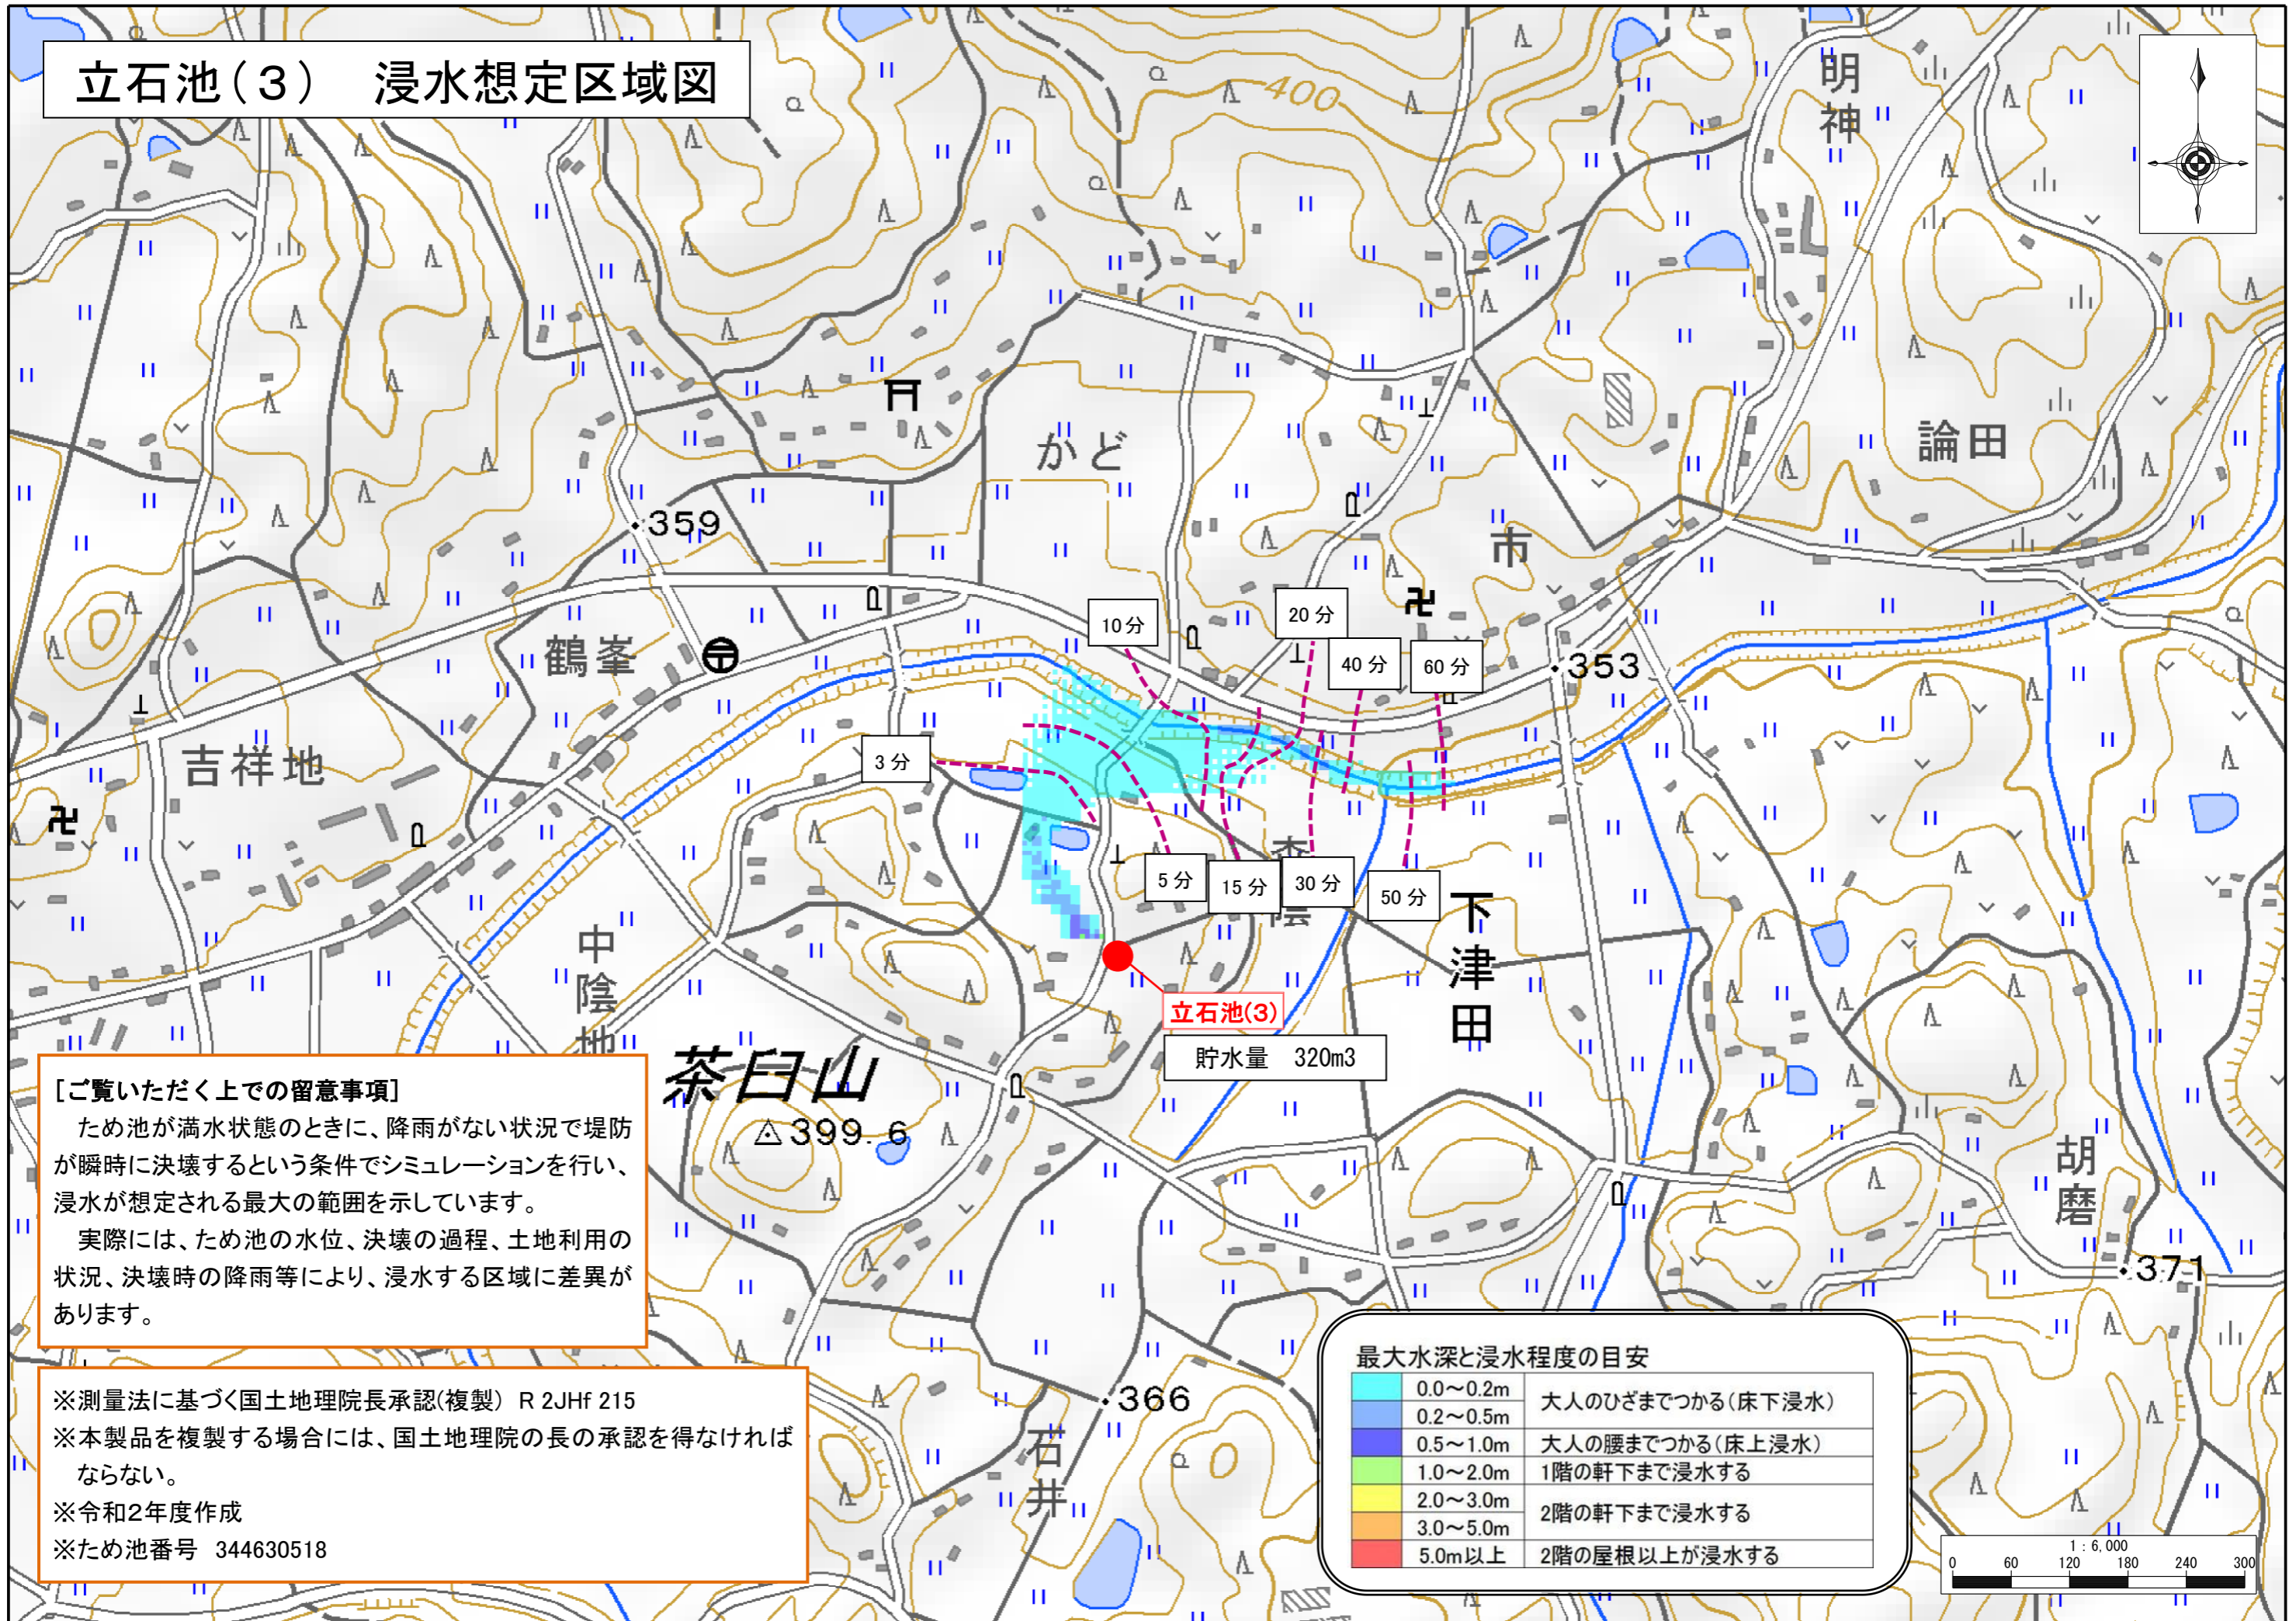 立石池(３)　浸水想定区域図
400
明神
論田
かど
市
359
353
鶴峯
吉祥地
10分
20分
40分
60分
3分
5分
15分
30分
50分
下津田
中陰地
立石池(3)
貯水量　320m3
茶臼山
399.6
胡磨
371
366
石井
［ご覧いただく上での留意事項］
ため池が満水状態のときに、降雨がない状況で堤防
が瞬時に決壊するという条件でシミュレーションを行い、
浸水が想定される最大の範囲を示しています。
実際には、ため池の水位、決壊の過程、土地利用の
状況、決壊時の降雨等により、浸水する区域に差異が
あります。
※測量法に基づく国土地理院長承認(複製) R 2JHf 215
※本製品を複製する場合には、国土地理院の長の承認を得なければ
ならない。
※令和2年度作成
※ため池番号 344630518
最大水深と浸水程度の目安
0.0～0.2m 大人のひざまでつかる(床下浸水)
0.2～0.5m
0.5～1.0m 大人の腰までつかる(床上浸水)
1.0～2.0m 1階の軒下まで浸水する
2.0～3.0m 2階の軒下まで浸水する
3.0～5.0m
5.0m以上 2階の屋根以上が浸水する
1 : 6,000
0 60 120 180 240 300